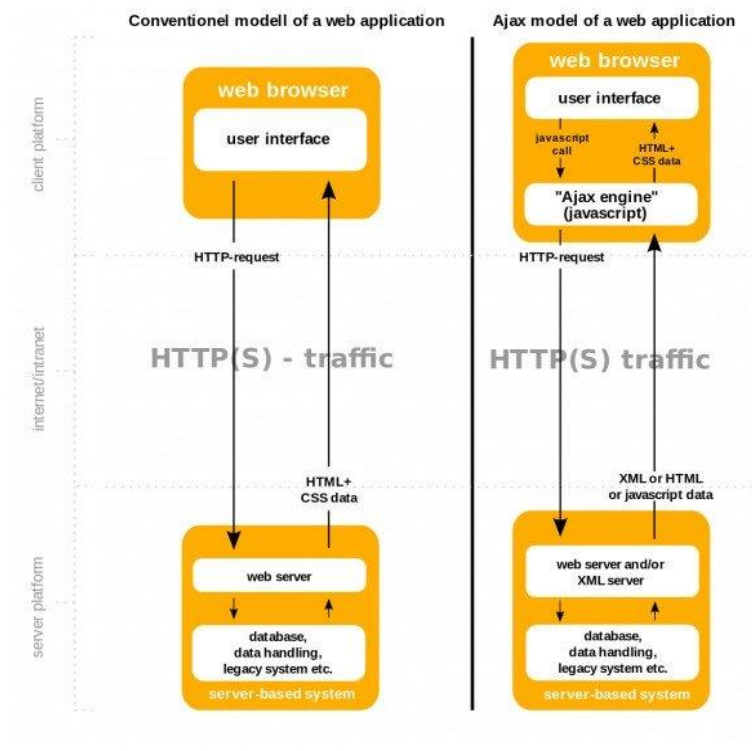 Conventionel modell of a web application
Ajax model of a web application
client platform
internet/intranet
server platform
web browser
user interface
HTTP-request
HTTP(S) - traffic
HTML+
CSS data
web server
database,
data handling,
legacy system etc.
server-based system
web browser
user interface
javascript
call
HTML+
CSS data
"Ajax engine"
(javascript)
HTTP-request
HTTP(S) traffic
XML or HTML
or javascript data
web server and/or
XML server
database,
data handling,
legacy system etc.
server-based system